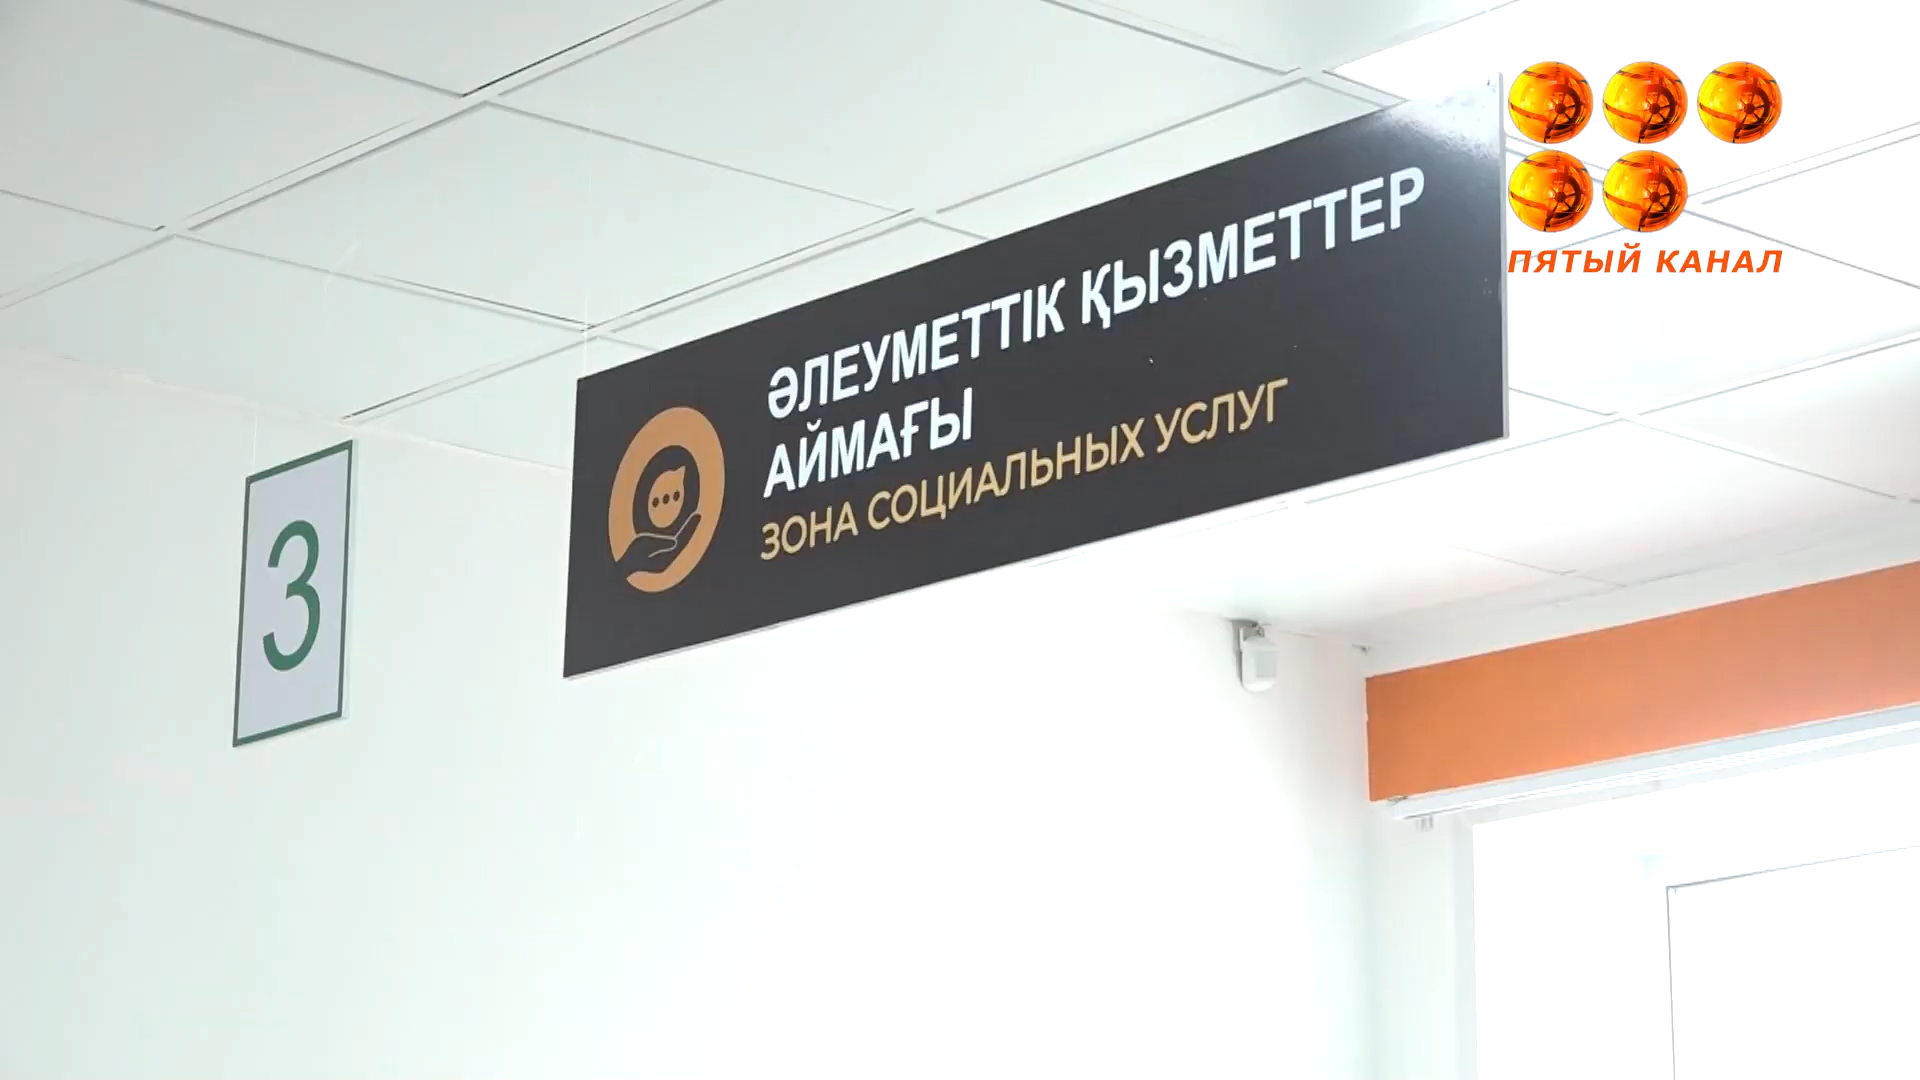 ПЯТЫЙ КАНАЛ
ӘЛЕУМЕТТІК ҚЫЗМЕТТЕР
АЙМАҒЫ
ЗОНА СОЦИАЛЬНЫХ УСЛУГ
3